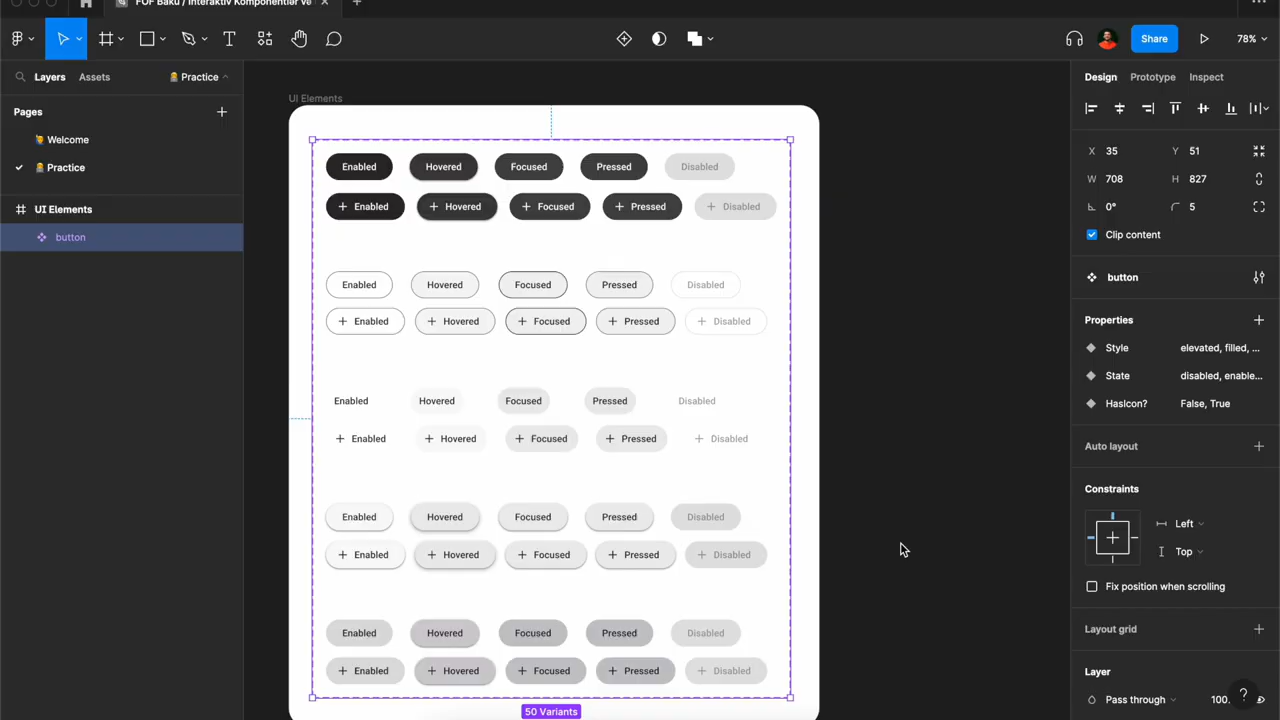 FOF Bakı / İnteraktiv Komponentlər və
Share
78%
Layers
Assets
Practice
Pages
Welcome
Practice
UI Elements
button
UI Elements
Enabled Hovered Focused Pressed Disabled
+ Enabled + Hovered + Focused + Pressed + Disabled
Enabled Hovered Focused Pressed Disabled
+ Enabled + Hovered + Focused + Pressed + Disabled
Enabled Hovered Focused Pressed Disabled
+ Enabled + Hovered + Focused + Pressed + Disabled
Enabled Hovered Focused Pressed Disabled
+ Enabled + Hovered + Focused + Pressed + Disabled
Enabled Hovered Focused Pressed Disabled
+ Enabled + Hovered + Focused + Pressed + Disabled
50 Variants
Design Prototype Inspect
X 35 Y 51
W 708 H 827
0° 5
Clip content
button
Properties
Style elevated, filled, ...
State disabled, enable...
HasIcon? False, True
Auto layout
Constraints
Left
Top
Fix position when scrolling
Layout grid
Layer
Pass through 100.
?